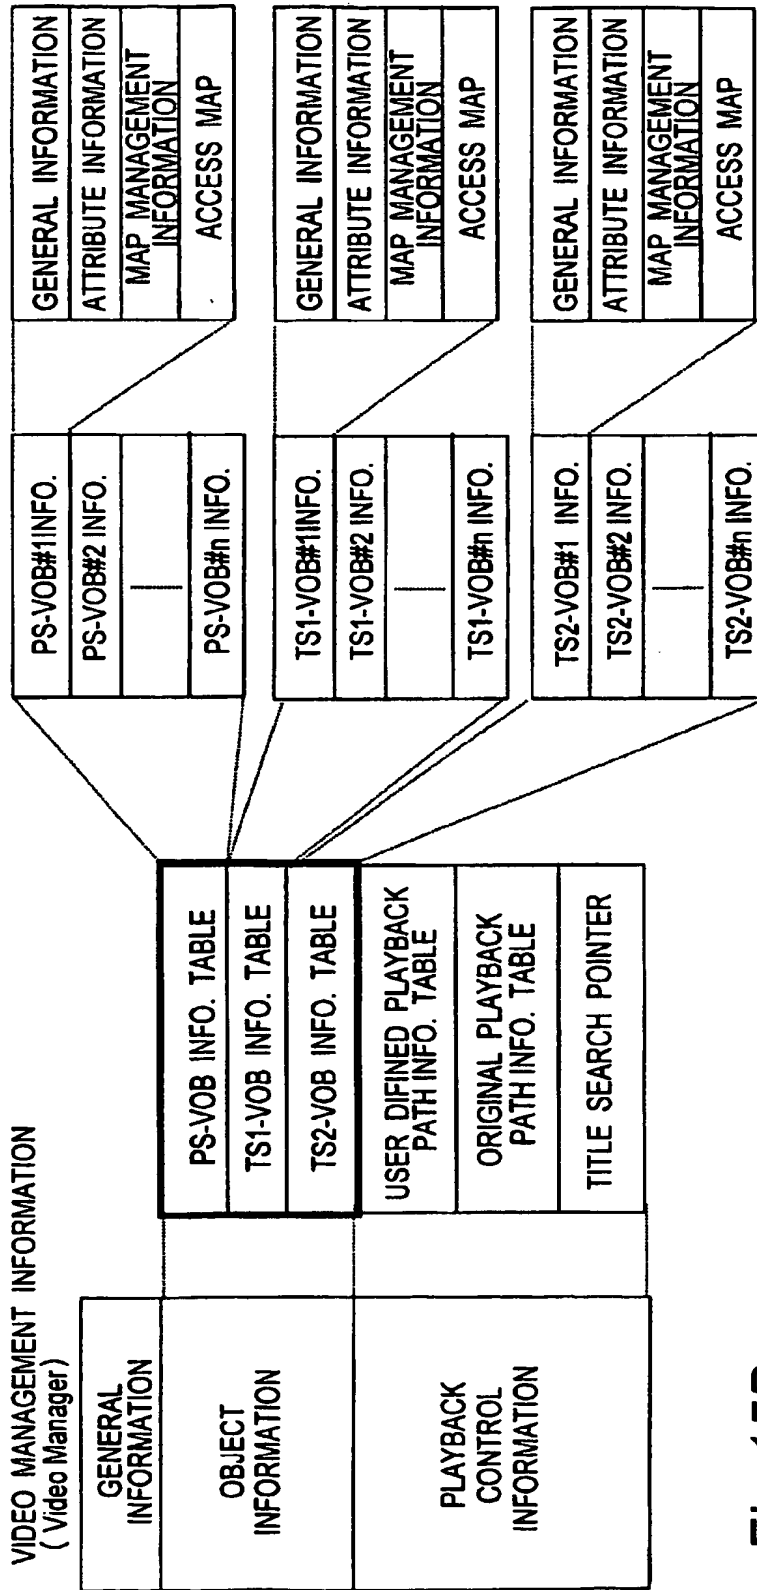 VIDEO MANAGEMENT INFORMATION
( Video Manager)
GENERAL
INFORMATION
OBJECT
INFORMATION
PLAYBACK
CONTROL
INFORMATION
PS-VOB INFO. TABLE
TS1-VOB INFO. TABLE
TS2-VOB INFO. TABLE
USER DIFINED PLAYBACK
PATH INFO. TABLE
ORIGINAL PLAYBACK
PATH INFO. TABLE
TITLE SEARCH POINTER
PS-VOB#1INFO.
PS-VOB#2 INFO.
PS-VOB#n INFO.
TS1-VOB#1INFO.
TS1-VOB#2 INFO.
TS1-VOB#n INFO.
TS2-VOB#1 INFO.
TS2-VOB#2 INFO.
TS2-VOB#n INFO.
GENERAL INFORMATION
ATTRIBUTE INFORMATION
MAP MANAGEMENT
INFORMATION
ACCESS MAP
GENERAL INFORMATION
ATTRIBUTE INFORMATION
MAP MANAGEMENT
INFORMATION
ACCESS MAP
GENERAL INFORMATION
ATTRIBUTE INFORMATION
MAP MANAGEMENT
INFORMATION
ACCESS MAP